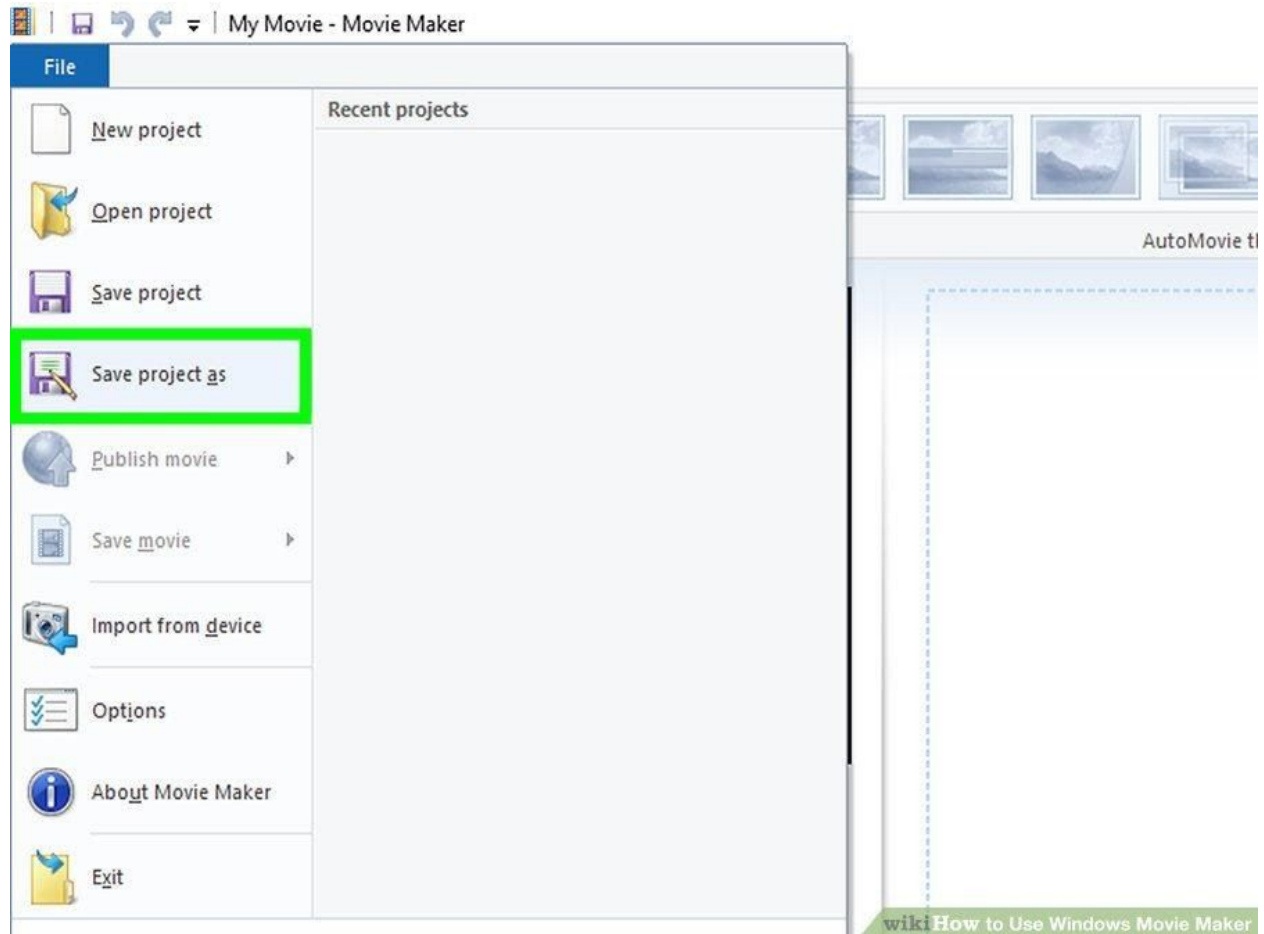 My Movie - Movie Maker
File
Recent projects
New project
Open project
Save project
Save project as
Publish movie
Save movie
Import from device
Options
About Movie Maker
Exit
AutoMovie
wikiHow to Use Windows Movie Maker